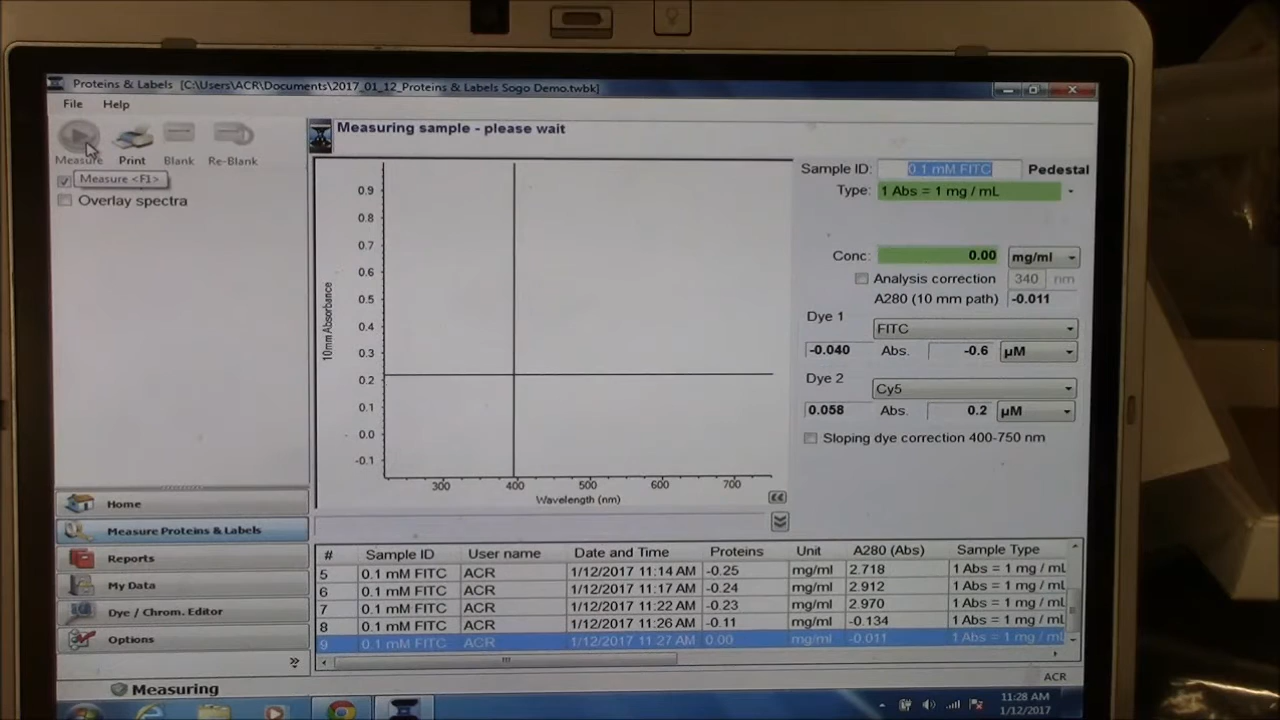 Proteins & Labels [C:\Users\ACR\Documents\2017_01_12_Proteins & Labels Sogo Demo.twbk]
File Help
Measure Print Blank Re-Blank
Measure <F1>
Overlay spectra
Measuring sample - please wait
Sample ID: 0.1 mM FITC Pedestal
Type: 1 Abs = 1 mg / mL
Conc: 0.00 mg/ml
Analysis correction 340 nm
A280 (10 mm path) -0.011
Dye 1
FITC
-0.040 Abs. -0.6 µM
Dye 2
Cy5
0.058 Abs. 0.2 µM
Sloping dye correction 400-750 nm
10mm Absorbance
0.9
0.8
0.7
0.6
0.5
0.4
0.3
0.2
0.1
0.0
-0.1
300 400 500 600 700
Wavelength (nm)
Home
Measure Proteins & Labels
Reports
My Data
Dye / Chrom. Editor
Options
# Sample ID User name Date and Time Proteins Unit A280 (Abs) Sample Type
5 0.1 mM FITC ACR 1/12/2017 11:14 AM -0.25 mg/ml 2.718 1 Abs = 1 mg / mL
6 0.1 mM FITC ACR 1/12/2017 11:17 AM -0.24 mg/ml 2.912 1 Abs = 1 mg / mL
7 0.1 mM FITC ACR 1/12/2017 11:22 AM -0.23 mg/ml 2.970 1 Abs = 1 mg / mL
8 0.1 mM FITC ACR 1/12/2017 11:26 AM -0.11 mg/ml -0.134 1 Abs = 1 mg / mL
9 0.1 mM FITC ACR 1/12/2017 11:27 AM 0.00 mg/ml -0.011 1 Abs = 1 mg / mL
Measuring
ACR
11:28 AM
1/12/2017